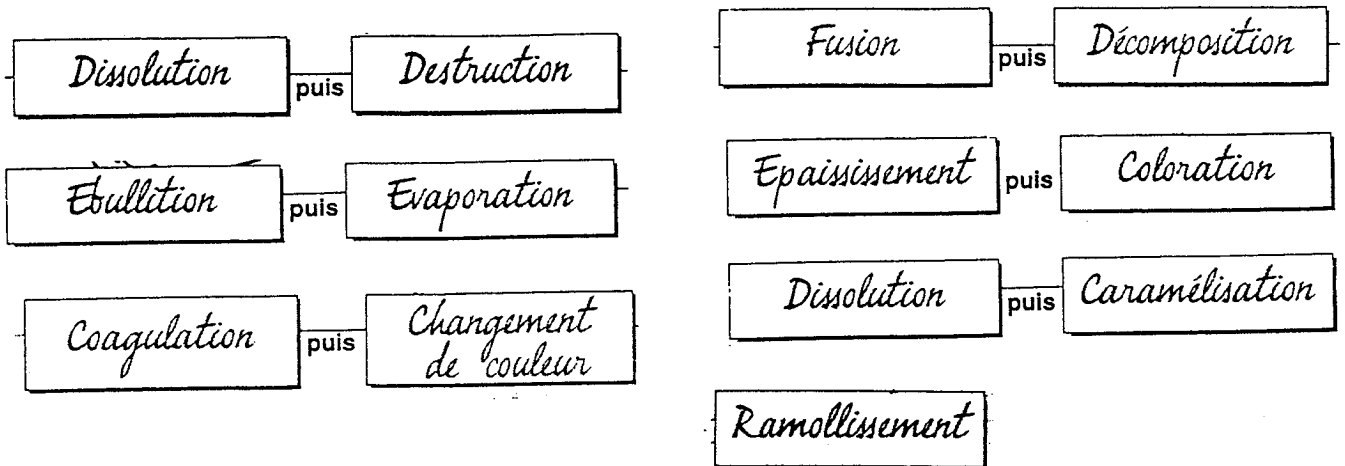 Dissolution puis Destruction
Ebullition puis Evaporation
Coagulation puis Changement
de couleur
Fusion puis Décomposition
Epaississement puis Coloration
Dissolution puis Caramélisation
Ramollissement